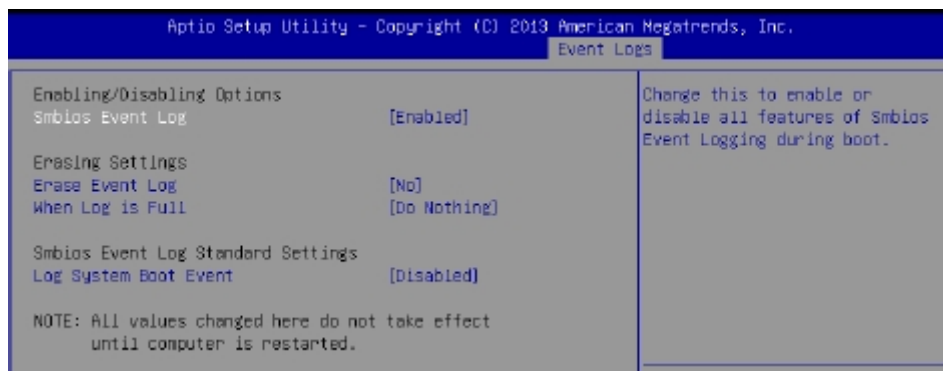 Aptio Setup Utility - Copyright (C) 2013 American Megatrends, Inc.
Event Logs
Enabling/Disabling Options
Smbios Event Log [Enabled]
Erasing Settings
Erase Event Log [No]
When Log is Full [Do Nothing]
Smbios Event Log Standard Settings
Log System Boot Event [Disabled]
NOTE: All values changed here do not take effect
until computer is restarted.
Change this to enable or
disable all features of Smbios
Event Logging during boot.